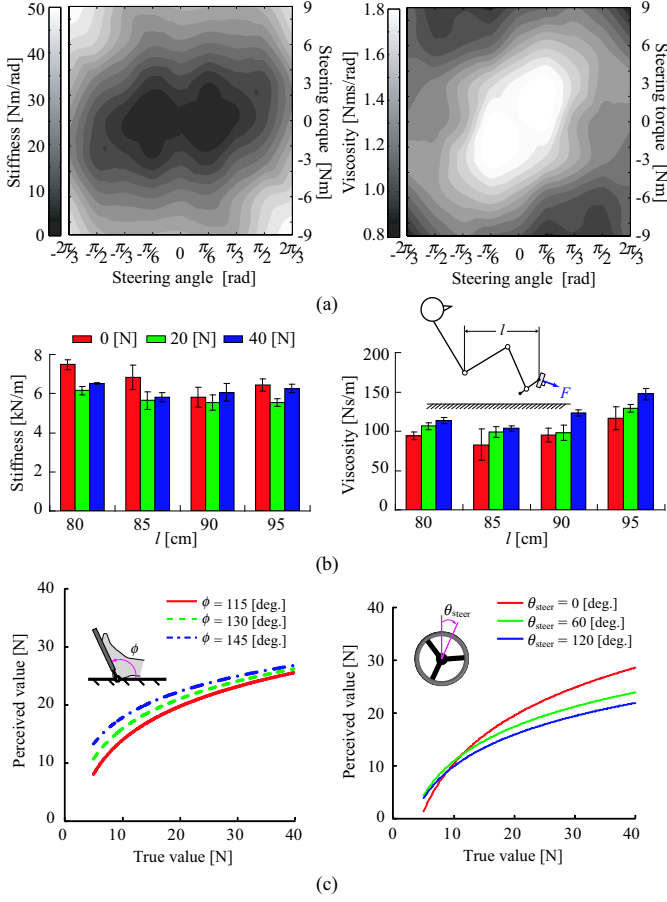 50
40
30
20
10
0
Stiffness [Nm/rad]
9
6
3
0
-3
-6
-9
Steering torque [Nm]
-2π/3 -π/2 -π/3 -π/6 0 π/6 π/3 π/2 2π/3
Steering angle [rad]
1.8
1.6
1.4
1.2
1.0
0.8
Viscosity [Nms/rad]
9
6
3
0
-3
-6
-9
Steering torque [Nm]
-2π/3 -π/2 -π/3 -π/6 0 π/6 π/3 π/2 2π/3
Steering angle [rad]
(a)
0 [N] 20 [N] 40 [N]
8
6
4
2
0
Stiffness [kN/m]
80 85 90 95
l [cm]
l
F
200
150
100
50
0
Viscosity [Ns/m]
80 85 90 95
l [cm]
(b)
40
30
20
10
0
Perceived value [N]
ϕ = 115 [deg.]
ϕ = 130 [deg.]
ϕ = 145 [deg.]
ϕ
0 10 20 30 40
True value [N]
40
30
20
10
0
Perceived value [N]
θsteer
θsteer = 0 [deg.]
θsteer = 60 [deg.]
θsteer = 120 [deg.]
0 10 20 30 40
True value [N]
(c)